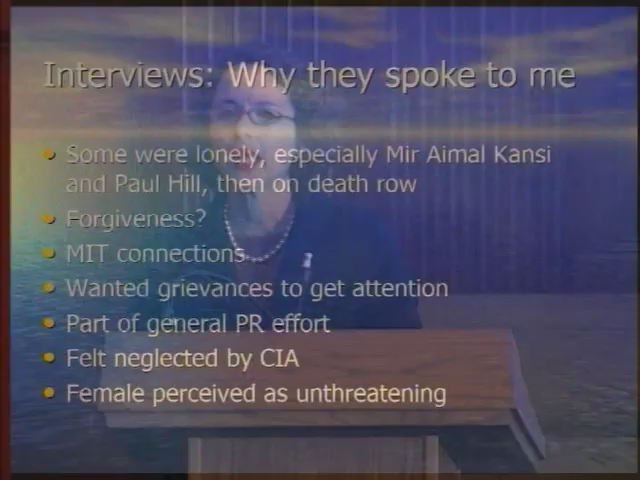 Interviews: Why they spoke to me
Some were lonely, especially Mir Aimal Kansi
and Paul Hill, then on death row
Forgiveness?
MIT connections
Wanted grievances to get attention
Part of general PR effort
Felt neglected by CIA
Female perceived as unthreatening